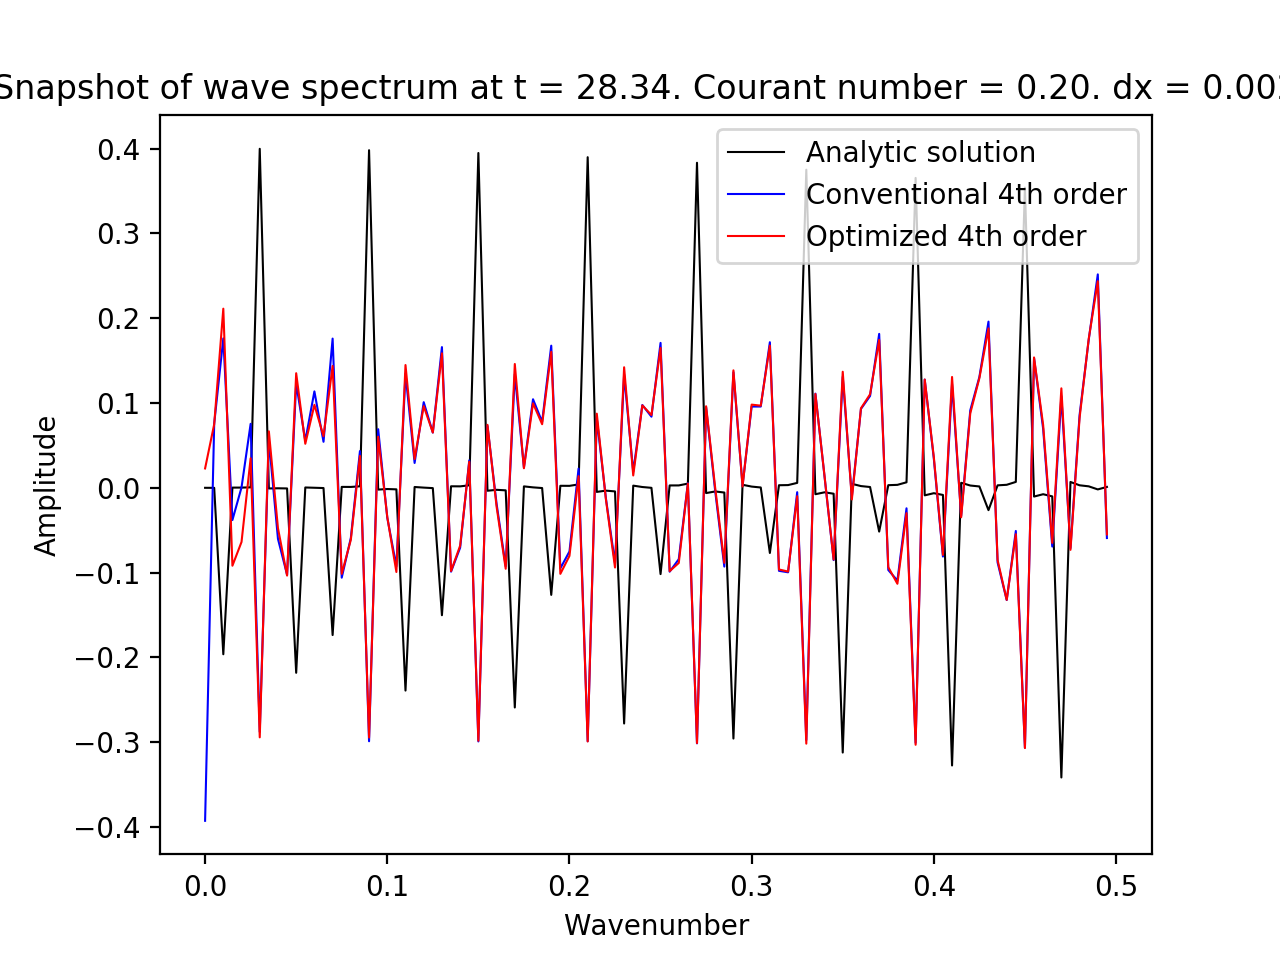 Snapshot of wave spectrum at t = 28.34. Courant number = 0.20. dx = 0.00
Analytic solution
Conventional 4th order
Optimized 4th order
0.4
0.3
0.2
0.1
0.0
−0.1
−0.2
−0.3
−0.4
Amplitude
0.0 0.1 0.2 0.3 0.4 0.5
Wavenumber